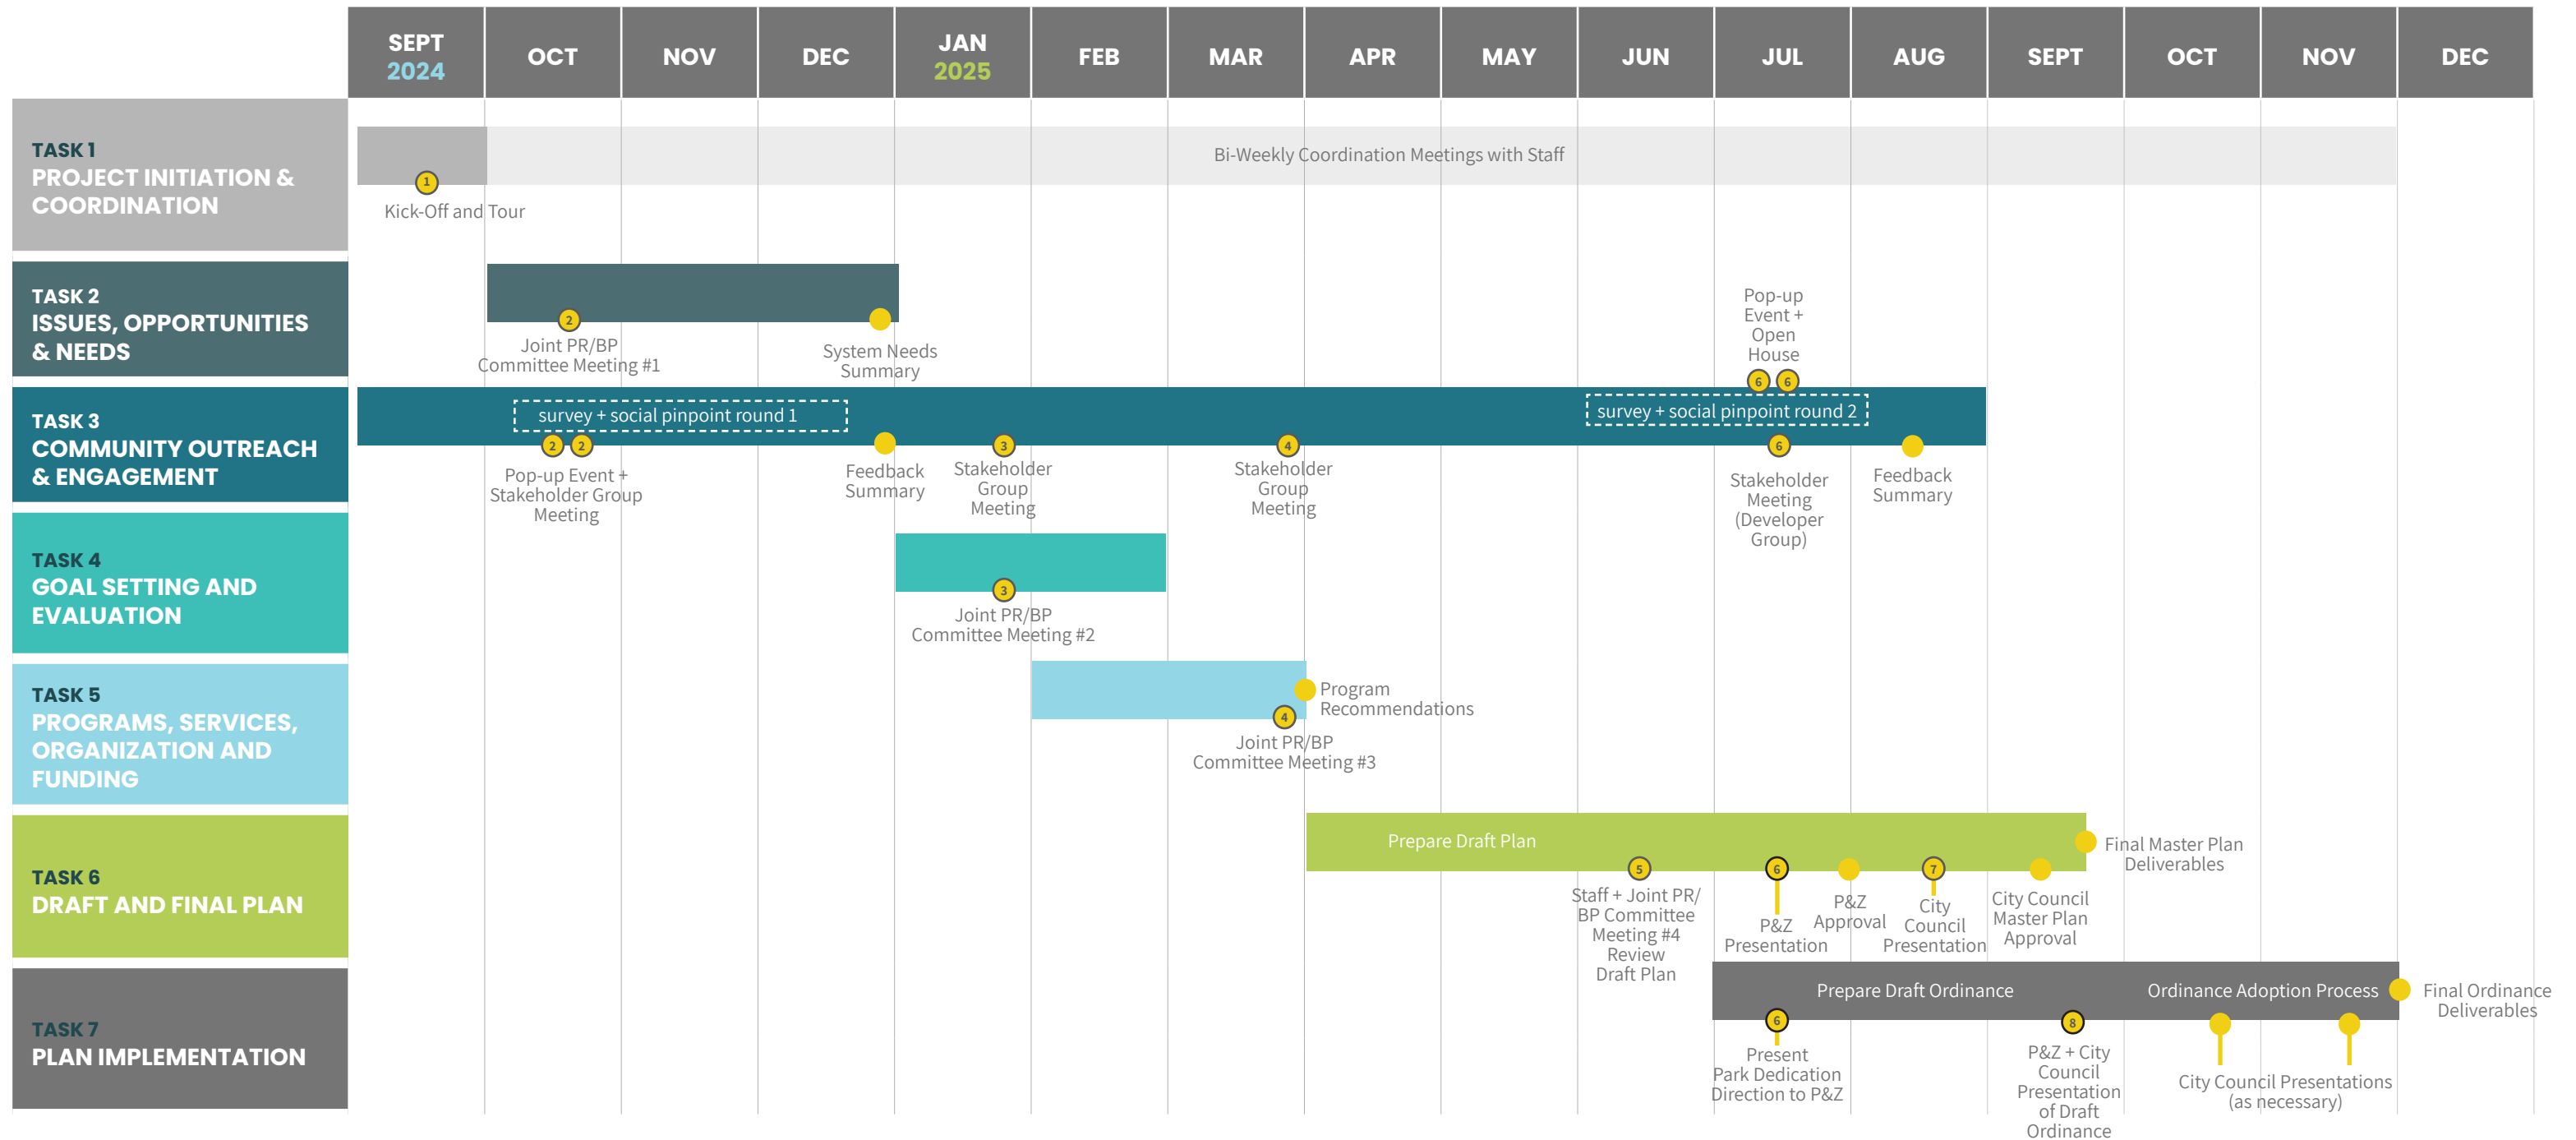 SEPT
2024
OCT
NOV
DEC
JAN
2025
FEB
MAR
APR
MAY
JUN
JUL
AUG
SEPT
OCT
NOV
DEC
TASK 1
PROJECT INITIATION &
COORDINATION
Bi-Weekly Coordination Meetings with Staff
1
Kick-Off and Tour
TASK 2
ISSUES, OPPORTUNITIES
& NEEDS
2
Joint PR/BP
Committee Meeting #1
System Needs
Summary
Pop-up
Event +
Open
House
6
6
TASK 3
COMMUNITY OUTREACH
& ENGAGEMENT
survey + social pinpoint round 1
survey + social pinpoint round 2
2
2
Pop-up Event +
Stakeholder Group
Meeting
Feedback
Summary
3
Stakeholder
Group
Meeting
4
Stakeholder
Group
Meeting
6
Stakeholder
Meeting
(Developer
Group)
Feedback
Summary
TASK 4
GOAL SETTING AND
EVALUATION
3
Joint PR/BP
Committee Meeting #2
TASK 5
PROGRAMS, SERVICES,
ORGANIZATION AND
FUNDING
Program
Recommendations
4
Joint PR/BP
Committee Meeting #3
TASK 6
DRAFT AND FINAL PLAN
Prepare Draft Plan
Final Master Plan
Deliverables
5
Staff + Joint PR/
BP Committee
Meeting #4
Review
Draft Plan
6
P&Z
Presentation
P&Z
Approval
7
City
Council
Presentation
City Council
Master Plan
Approval
TASK 7
PLAN IMPLEMENTATION
Prepare Draft Ordinance
Ordinance Adoption Process
Final Ordinance
Deliverables
6
Present
Park Dedication
Direction to P&Z
8
P&Z + City
Council
Presentation
of Draft
Ordinance
City Council Presentations
(as necessary)